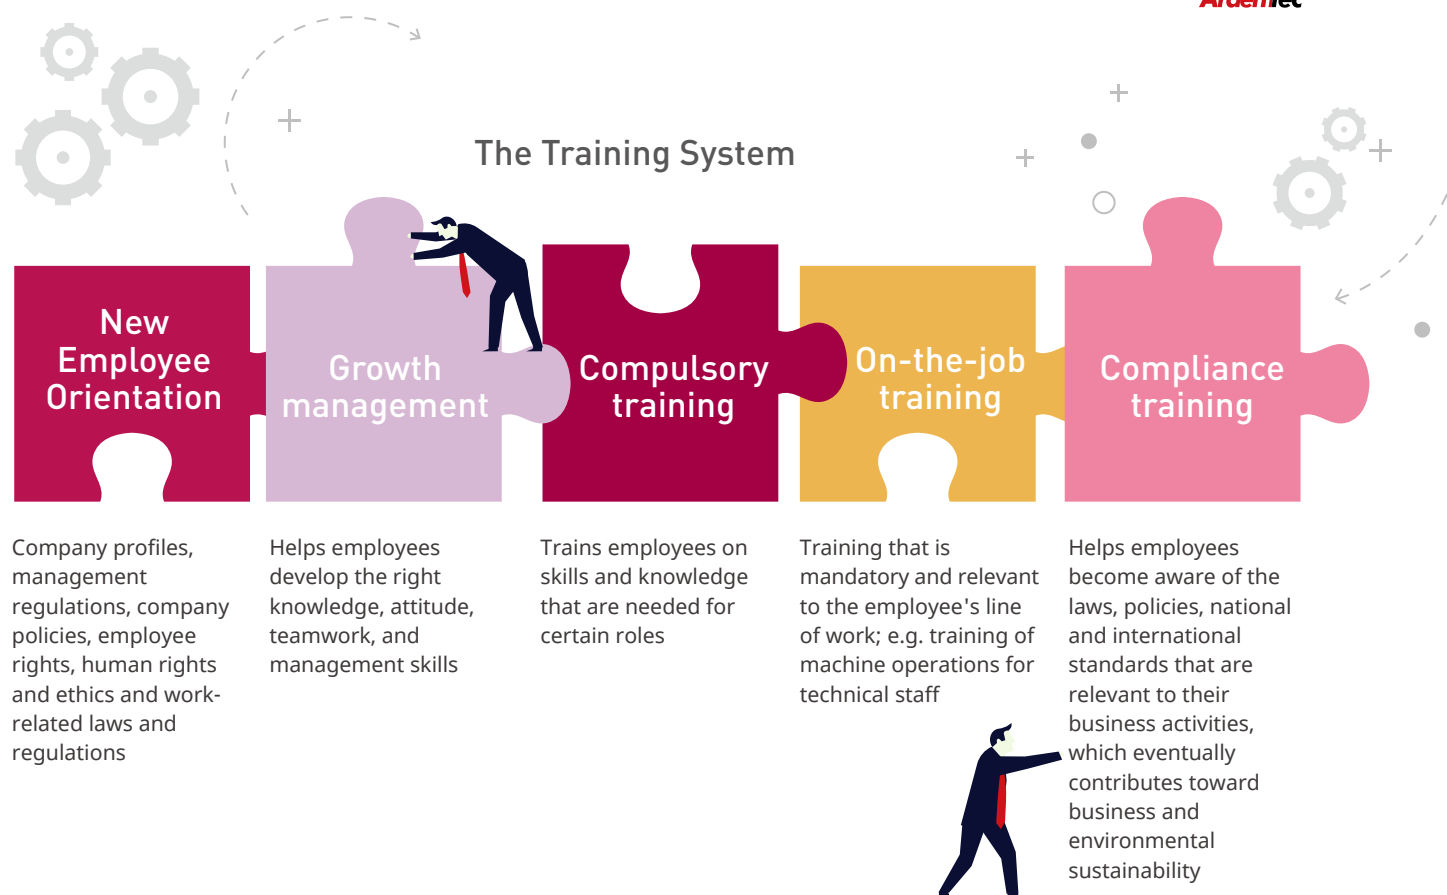 ArdenTec
The Training System
New
Employee
Orientation
Growth
management
Compulsory
training
On-the-job
training
Compliance
training
Company profiles,
management
regulations, company
policies, employee
rights, human rights
and ethics and work-
related laws and
regulations
Helps employees
develop the right
knowledge, attitude,
teamwork, and
management skills
Trains employees on
skills and knowledge
that are needed for
certain roles
Training that is
mandatory and relevant
to the employee's line
of work; e.g. training of
machine operations for
technical staff
Helps employees
become aware of the
laws, policies, national
and international
standards that are
relevant to their
business activities,
which eventually
contributes toward
business and
environmental
sustainability